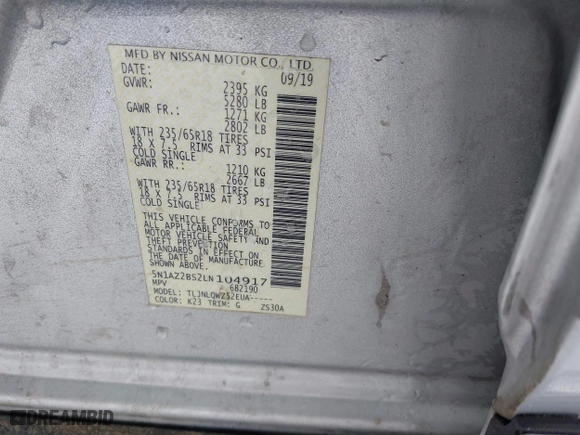 MFD BY NISSAN MOTOR CO., LTD.
DATE: 09/19
GVWR: 2395 KG
5280 LB
GAWR FR.: 1271 KG
2802 LB
WITH 235/65R18 TIRES
18 X 7.5 RIMS AT 33 PSI
COLD SINGLE
GAWR RR.: 1210 KG
2667 LB
WITH 235/65R18 TIRES
18 X 7.5 RIMS AT 33 PSI
COLD SINGLE
THIS VEHICLE CONFORMS TO
ALL APPLICABLE FEDERAL
MOTOR VEHICLE SAFETY AND
THEFT PREVENTION
STANDARDS IN EFFECT ON
THE DATE OF MANUFACTURE
SHOWN ABOVE.
5N1AZ2BS2LN104917
MPV 682190
MODEL: TLJNLQWZ52EUA-----
COLOR: K23 TRIM: G ZS30A
DREAMBID